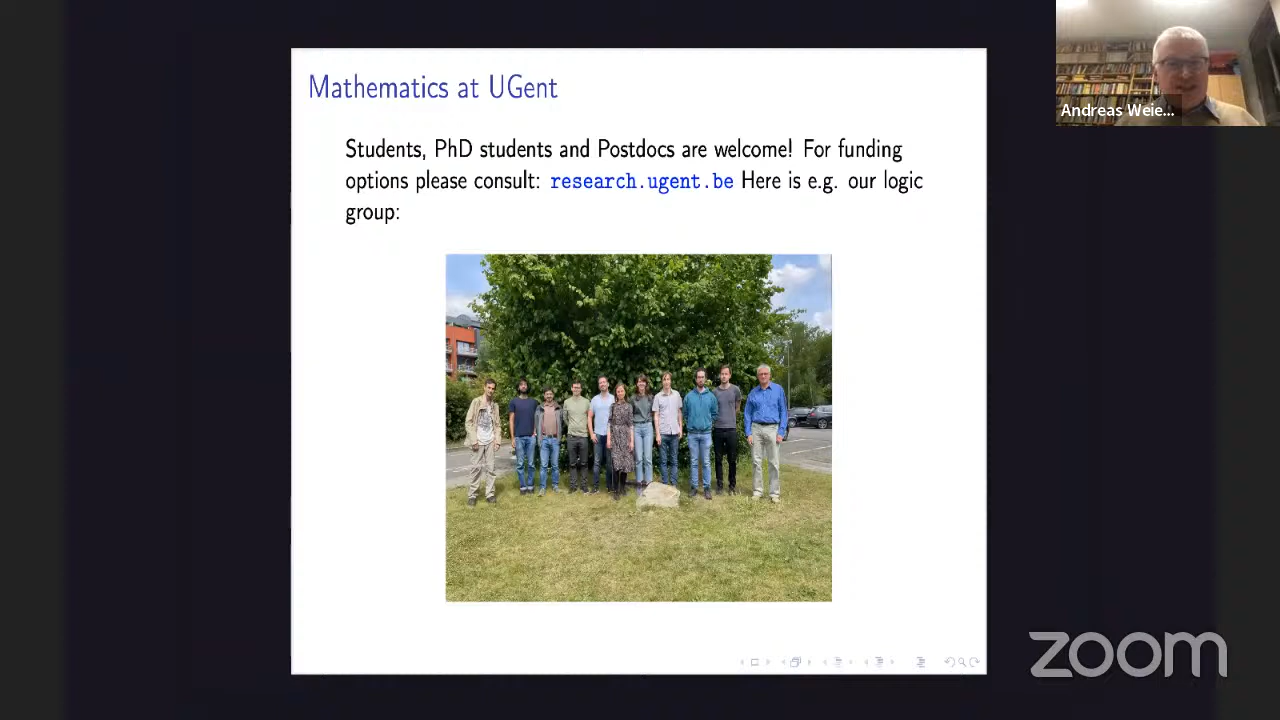 Mathematics at UGent
Andreas Weie...
Students, PhD students and Postdocs are welcome! For funding
options please consult: research.ugent.be Here is e.g. our logic
group:
zoom